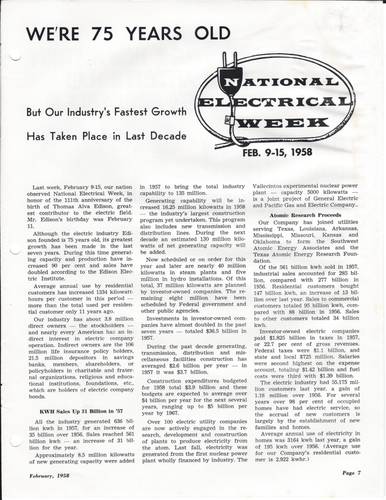 WE'RE 75 YEARS OLD
But Our Industry's Fastest Growth
Has Taken Place in Last Decade
NATIONAL
ELECTRICAL
WEEK
FEB. 9-15, 1958
Last week, February 9-15, our nation
observed National Electrical Week, in
honor of the 111th anniversary of the
birth of Thomas Alva Edison, great-
est contributor to the electric field.
Mr. Edison's birthday was February
11.
Although the electric industry Edi-
son founded is 75 years old, its greatest
growth has been made in the last
seven years. During this time generat-
ing capacity and production have in-
creased 90 per cent and sales have
doubled according to the Edison Elec-
tric Institute.
Average annual use by residential
customers has increased 1334 kilowatt-
hours per customer in this period —
more than the total used per residen-
tial customer only 11 years ago.
Our industry has about 3.8 million
direct owners — the stockholders —
and nearly every American has an in-
direct interest in electric company
operation. Indirect owners are the 106
million life insurance policy holders,
21.3 million depositors in savings
banks, members, shareholders, or
policyholders in charitable and frater-
nal organizations, religious and educa-
tional institutions, foundations, etc.,
which are holders of electric company
bonds.
KWH Sales Up 31 Billion in '57
All the industry generated 636 bil-
lion kwh in 1957, for an increase of
35 billion over 1956. Sales reached 561
billion kwh — an increase of 31 bil-
lion for the year.
Approximately 8.5 million kilowatts
of new generating capacity were added
in 1957 to bring the total industry
capability to 135 million.
Generating capability will be in-
creased 16.25 million kilowatts in 1958
— the industry's largest construction
program yet undertaken. This program
also includes new transmission and
distribution lines. During the next
decade an estimated 130 million kilo-
watts of net generating capacity will
be added.
Now scheduled or on order for this
year and later are nearly 40 million
kilowatts in steam plants and five
million in hydro installations. Of this
total, 37 million kilowatts are planned
by investor-owned companies. The re-
maining eight million have been
scheduled by Federal government and
other public agencies.
Investments in investor-owned com-
panies have almost doubled in the past
seven years — totaled $36.5 billion in
1957.
During the past decade generating,
transmission, distribution and mis-
cellaneous facilities construction has
averaged $2.6 billion per year — in
1957 it was $3.7 billion.
Construction expenditures budgeted
for 1958 total $3.9 billion and these
budgets are expected to average over
$4 billion per year for the next several
years, ranging up to $5 billion per
year by 1967.
Over 100 electric utility companies
are now actively engaged in the re-
search, development and construction
of plants to produce electricity from
the atom. Last fall, electricity was
generated from the first nuclear power
plant wholly financed by industry. The
Vallecintos experimental nuclear power
plant — capacity 5000 kilowatts —
is a joint project of General Electric
and Pacific Gas and Electric Company.
Atomic Research Proceeds
Our Company has joined utilities
serving Texas, Louisiana, Arkansas,
Mississippi, Missouri, Kansas and
Oklahoma to form the Southwest
Atomic Energy Associates and the
Texas Atomic Energy Research Foun-
dation.
Of the 561 billion kwh sold in 1957,
industrial sales accounted for 285 bil-
lion, compared with 277 billion in
1956. Residential customers bought
147 billion kwh, an increase of 13 bil-
lion over last year. Sales to commercial
customers totaled 95 billion kwh, com-
pared with 88 billion in 1956. Sales to
other customers totaled 34 billion
kwh.
Investor-owned electric companies
paid $1.825 billion in taxes in 1957,
or 22.7 per cent of gross revenues.
Federal taxes were $1.1 billion, and
state and local $725 million. Salaries
were second highest on the expense
account, totaling $1.62 billion and fuel
costs were third with $1.39 billion.
The electric industry had 55.175 mil-
lion customers last year, a gain of
1.18 million over 1956. For several
years over 98 per cent of occupied
homes have had electric service, so
the accrual of new customers is
largely by the establishment of new
families and homes.
Average annual use of electricity in
homes was 3164 kwh last year, a gain
of 195 kwh over 1956. (Average use
for our Company's residential custom-
er was 2,922 kwhr.)
February, 1958
Page 7